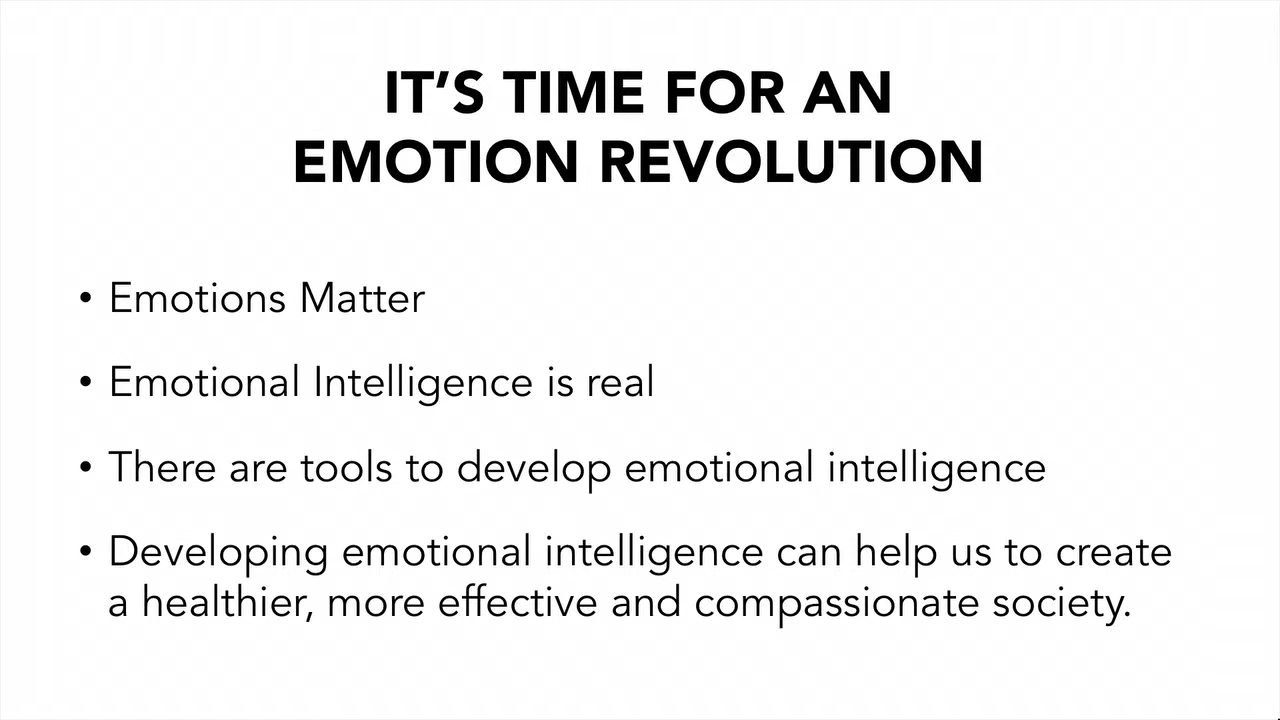 IT’S TIME FOR AN
EMOTION REVOLUTION
• Emotions Matter
• Emotional Intelligence is real
• There are tools to develop emotional intelligence
• Developing emotional intelligence can help us to create
a healthier, more effective and compassionate society.